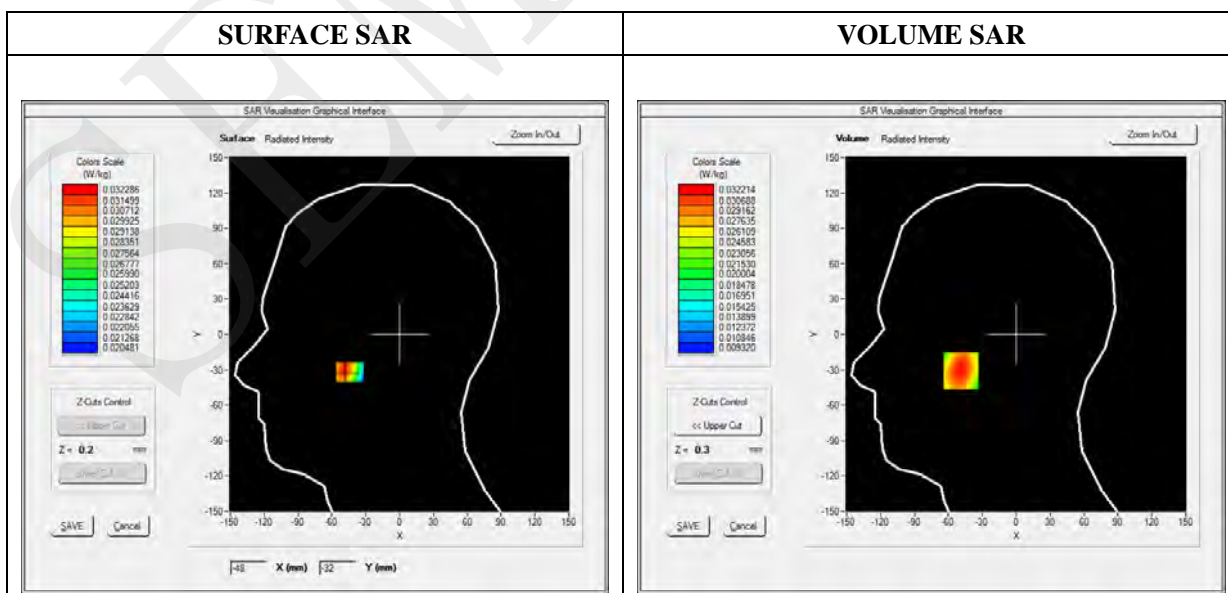 SURFACE SAR
VOLUME SAR
SAR Visualisation Graphical Interface
Surface Radiated Intensity
Zoom In/Out
Colors Scale
(W/kg)
0.032286
0.031499
0.030712
0.029925
0.029138
0.028351
0.027564
0.026777
0.025990
0.025203
0.024416
0.023629
0.022842
0.022055
0.021268
0.020481
Z-Cuts Control
<< Upper Cut
Z = 0.2 mm
150
120
90
60
30
0
-30
-60
-90
-120
-150
Y
-150 -120 -90 -60 -30 0 30 60 90 120 150
X
SAVE Cancel
-48 X (mm) -32 Y (mm)
SAR Visualisation Graphical Interface
Volume Radiated Intensity
Zoom In/Out
Colors Scale
(W/kg)
0.032214
0.030688
0.029162
0.027635
0.026109
0.024583
0.023056
0.021530
0.020004
0.018478
0.016951
0.015425
0.013899
0.012372
0.010846
0.009320
Z-Cuts Control
<< Upper Cut
Z = 0.3 mm
150
120
90
60
30
0
-30
-60
-90
-120
-150
Y
-150 -120 -90 -60 -30 0 30 60 90 120 150
X
SAVE Cancel